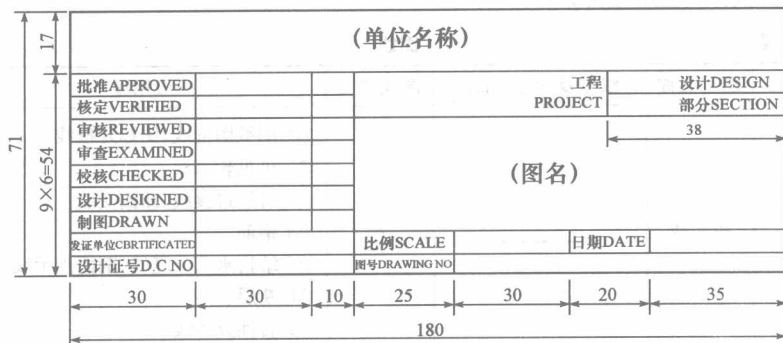 (单位名称)
17
71
9×6=54
批准APPROVED
工程
设计DESIGN
核定VERIFIED
PROJECT
部分SECTION
审核REVIEWED
38
审查EXAMINED
(图名)
校核CHECKED
设计DESIGNED
制图DRAWN
发证单位CBRTIFICATED
比例SCALE
日期DATE
设计证号D.C NO
图号DRAWING NO
30 30 10 25 30 20 35
180